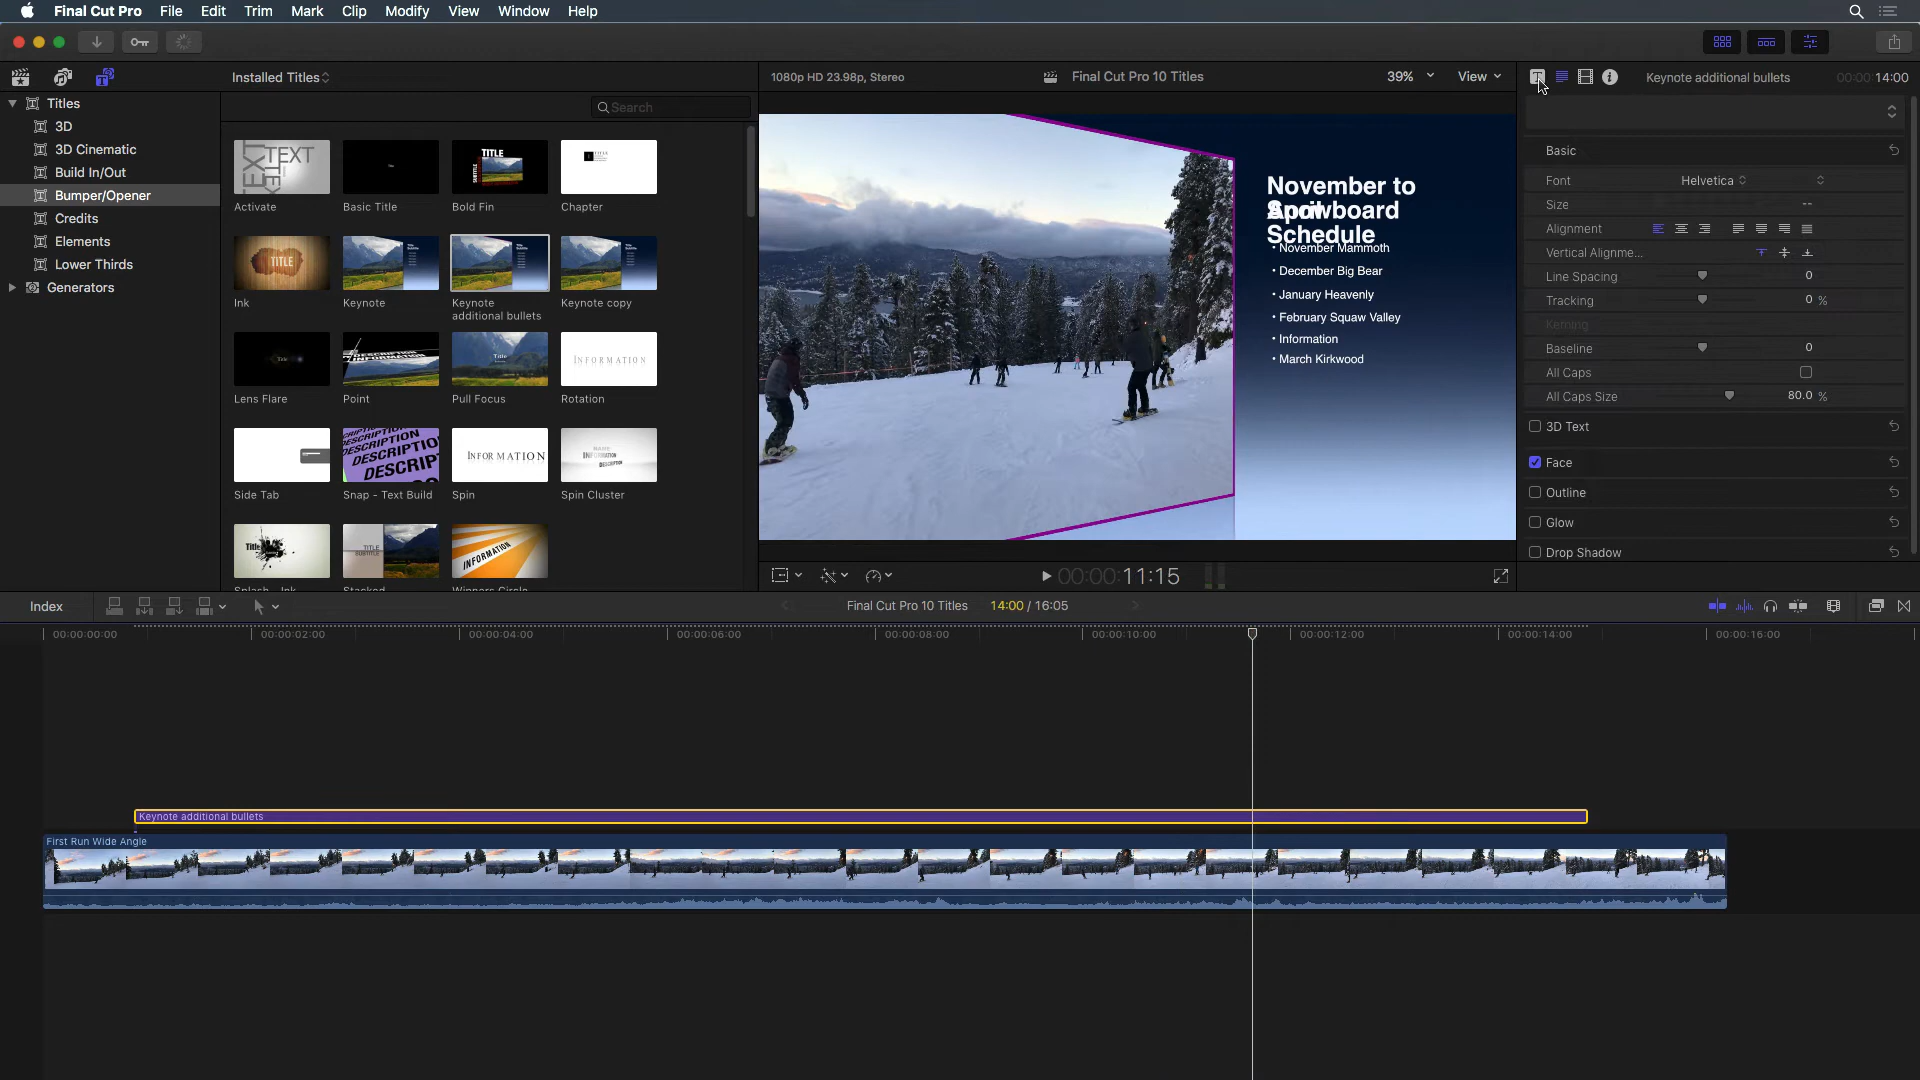 Final Cut Pro File Edit Trim Mark Clip Modify View Window Help
Installed Titles
1080p HD 23.98p, Stereo
Final Cut Pro 10 Titles
39%
View
Keynote additional bullets
00:00:14:00
Titles
3D
3D Cinematic
Build In/Out
Bumper/Opener
Credits
Elements
Lower Thirds
Generators
Search
Activate
Basic Title
Bold Fin
Chapter
Ink
Keynote
Keynote additional bullets
Keynote copy
Lens Flare
Point
Pull Focus
Rotation
Side Tab
Snap - Text Build
Spin
Spin Cluster
November to
Snowboard
Schedule
• November Mammoth
• December Big Bear
• January Heavenly
• February Squaw Valley
• Information
• March Kirkwood
Basic
Font Helvetica
Size --
Alignment
Vertical Alignme...
Line Spacing 0
Tracking 0 %
Kerning
Baseline 0
All Caps
All Caps Size 80.0 %
3D Text
Face
Outline
Glow
Drop Shadow
00:00:11:15
Index
Final Cut Pro 10 Titles 14:00 / 16:05
00:00:00:00 00:00:02:00 00:00:04:00 00:00:06:00 00:00:08:00 00:00:10:00 00:00:12:00 00:00:14:00 00:00:16:00
Keynote additional bullets
First Run Wide Angle